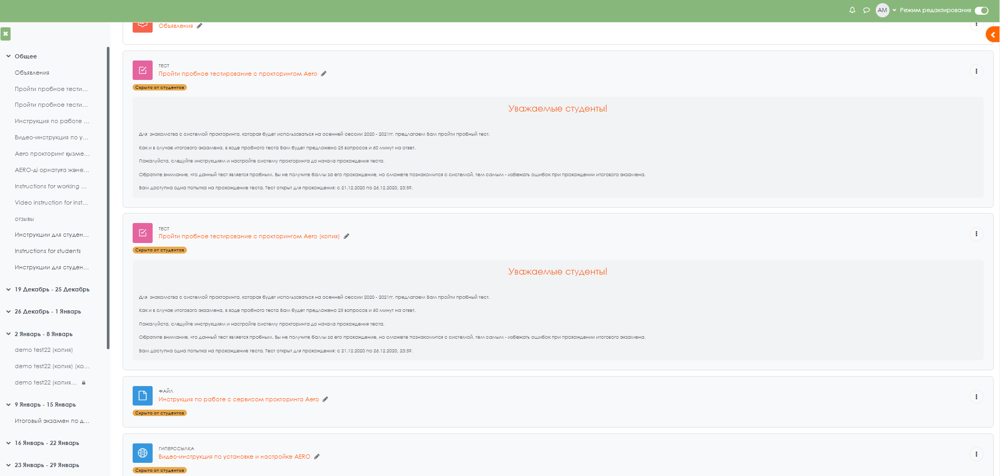 AM
Режим редактирования
Общее
Объявления
Пройти пробное тести...
Пройти пробное тести...
Инструкция по работе ...
Видео-инструкция по у...
Aero прокторинг қызме...
AERO-ді орнатуға және...
Instructions for working ...
Video instruction for inst...
отзывы
Инструкции для студен...
Instructions for students
Инструкции для студен...
19 Декабрь - 25 Декабрь
26 Декабрь - 1 Январь
2 Январь - 8 Январь
demo test22 (копия)
demo test22 (копия) (ко...
demo test22 (копия...
9 Январь - 15 Январь
Итоговый экзамен по д...
16 Январь - 22 Январь
23 Январь - 29 Январь
Объявления
ТЕСТ
Пройти пробное тестирование с прокторингом Aero
Скрыто от студентов
Уважаемые студенты!
Для знакомства с системой прокторинга, которая будет использоваться на осенней сессии 2020 - 2021гг. предлагаем Вам пройти пробный тест.
Как и в случае итогового экзамена, в ходе пробного теста Вам будет предложено 25 вопросов и 60 минут на ответ.
Пожалуйста, следуйте инструкциям и настройте систему прокторинга до начала прохождения теста.
Обратите внимание, что данный тест является пробным. Вы не получите баллы за его прохождение, но сможете познакомится с системой, тем самым - избежать ошибок при прохождении итогового экзамена.
Вам доступна одна попытка на прохождение теста. Тест открыт для прохождения: с 21.12.2020 по 26.12.2020, 23:59.
ТЕСТ
Пройти пробное тестирование с прокторингом Aero (копия)
Скрыто от студентов
Уважаемые студенты!
Для знакомства с системой прокторинга, которая будет использоваться на осенней сессии 2020 - 2021гг. предлагаем Вам пройти пробный тест.
Как и в случае итогового экзамена, в ходе пробного теста Вам будет предложено 25 вопросов и 60 минут на ответ.
Пожалуйста, следуйте инструкциям и настройте систему прокторинга до начала прохождения теста.
Обратите внимание, что данный тест является пробным. Вы не получите баллы за его прохождение, но сможете познакомится с системой, тем самым - избежать ошибок при прохождении итогового экзамена.
Вам доступна одна попытка на прохождение теста. Тест открыт для прохождения: с 21.12.2020 по 26.12.2020, 23:59.
ФАЙЛ
Инструкция по работе с сервисом прокторинга Aero
Скрыто от студентов
ГИПЕРССЫЛКА
Видео-инструкция по установке и настройке AERO
Скрыто от студентов